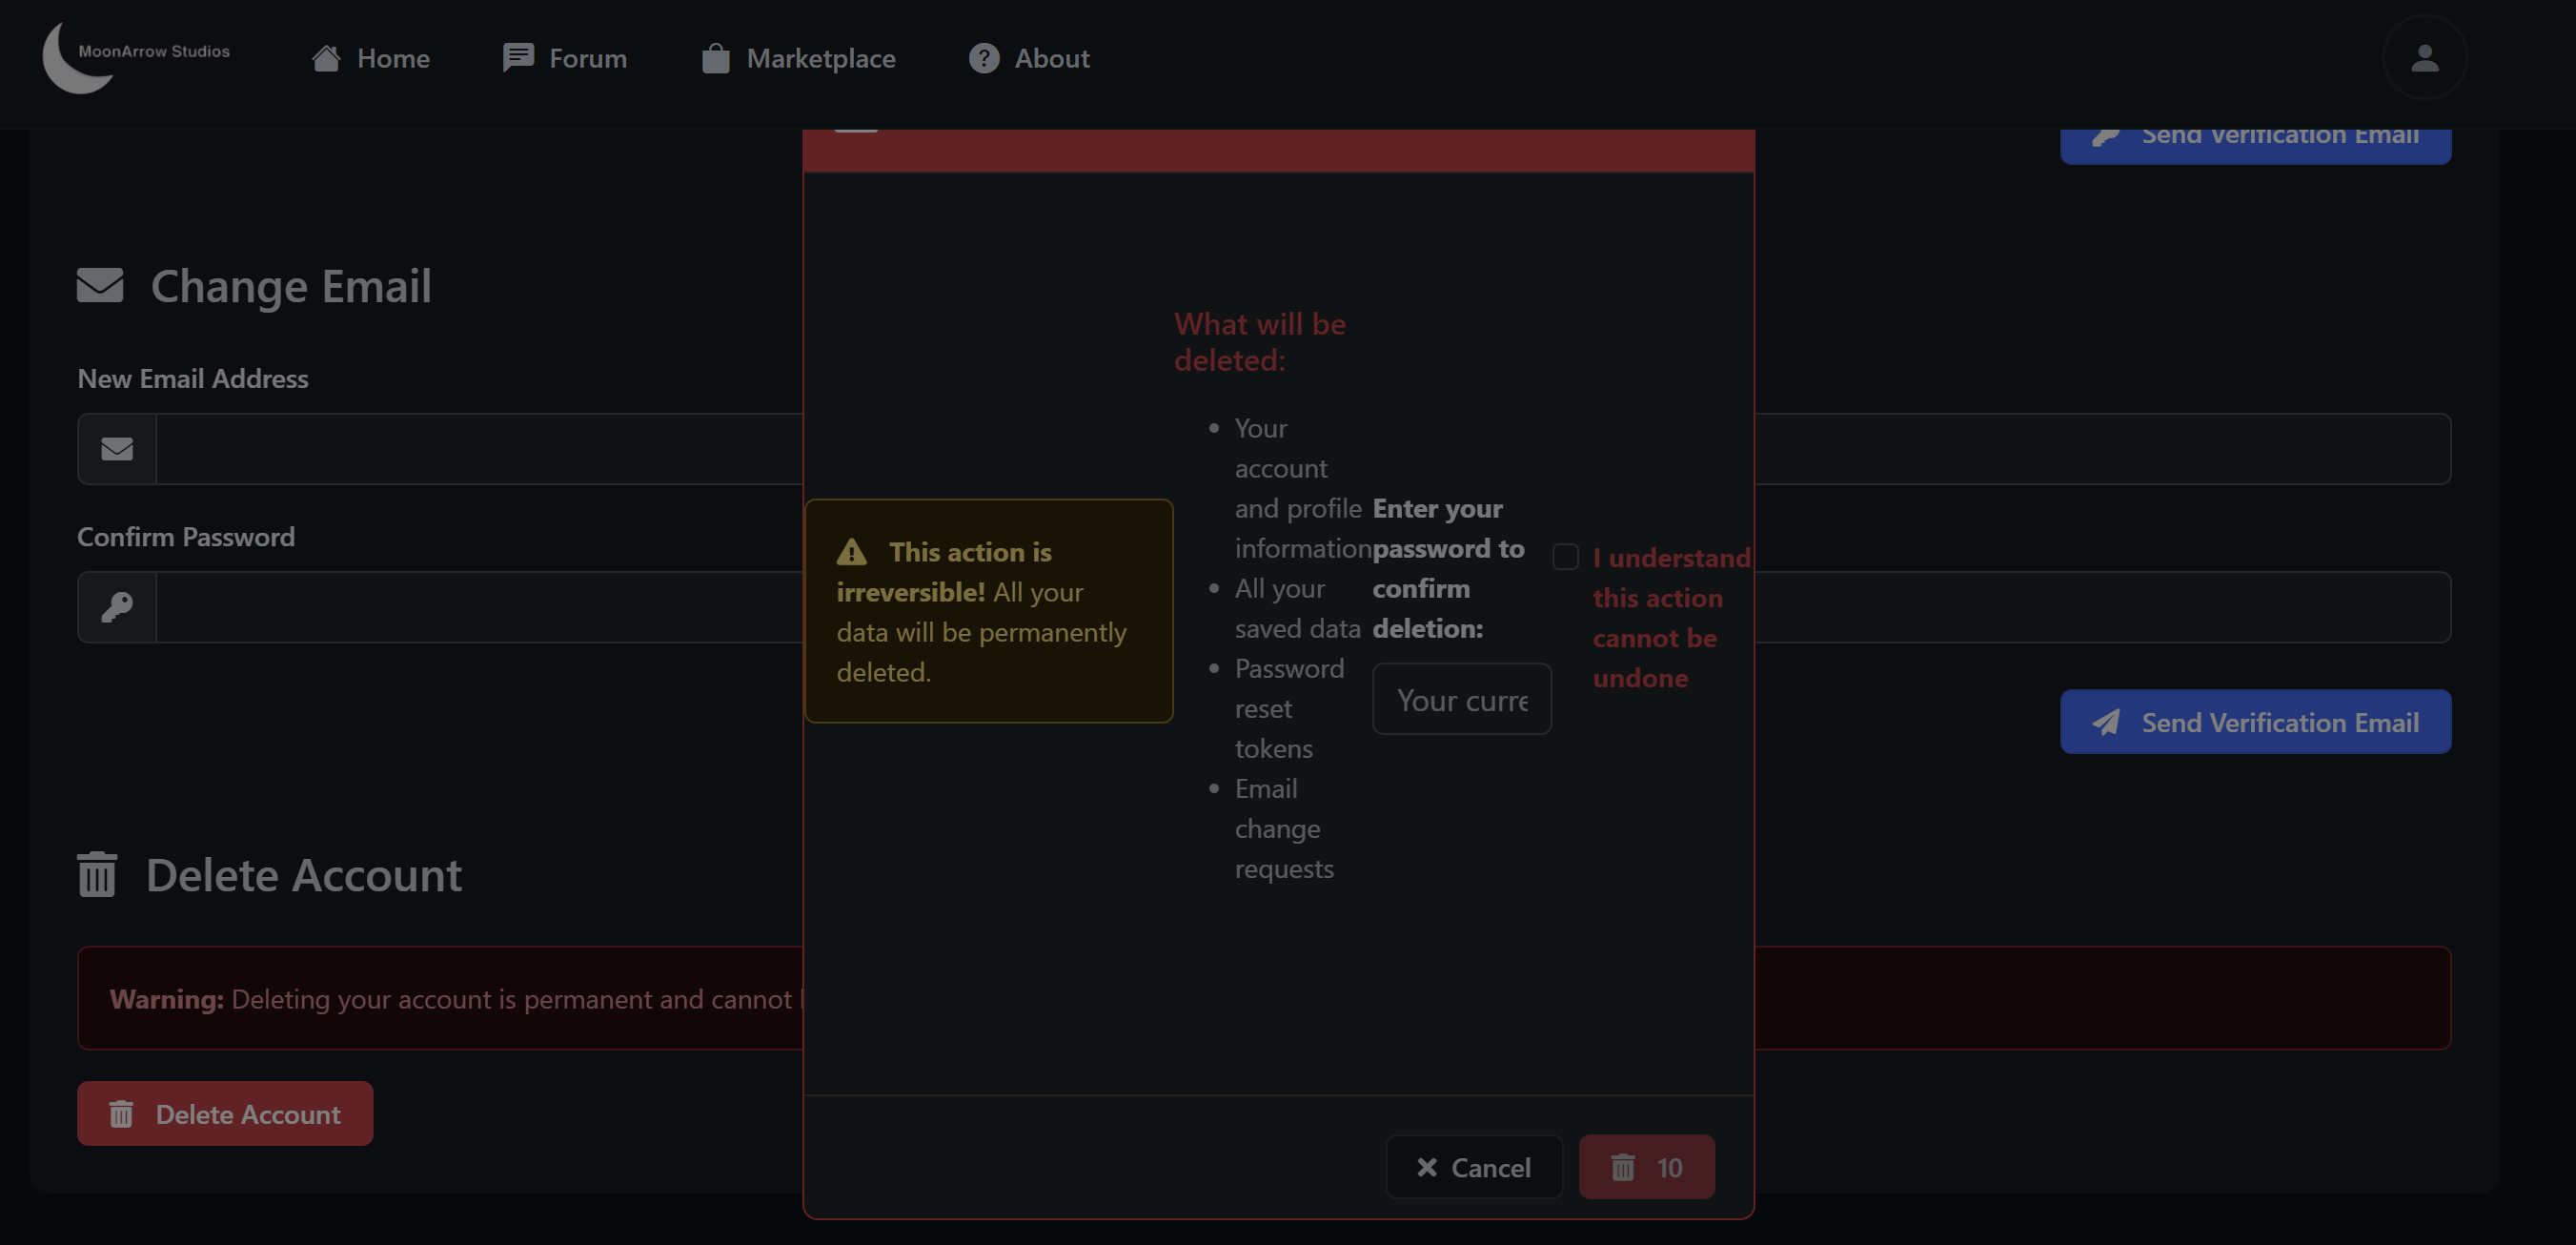 MoonArrow Studios
Home
Forum
Marketplace
About
Send Verification Email
Change Email
New Email Address
Confirm Password
Send Verification Email
Delete Account
Warning: Deleting your account is permanent and cannot
Delete Account
This action is
irreversible! All your
data will be permanently
deleted.
What will be
deleted:
Your
account
and profile
information
All your
saved data
Password
reset
tokens
Email
change
requests
Enter your
password to
confirm
deletion:
Your curre
I understand
this action
cannot be
undone
Cancel
10